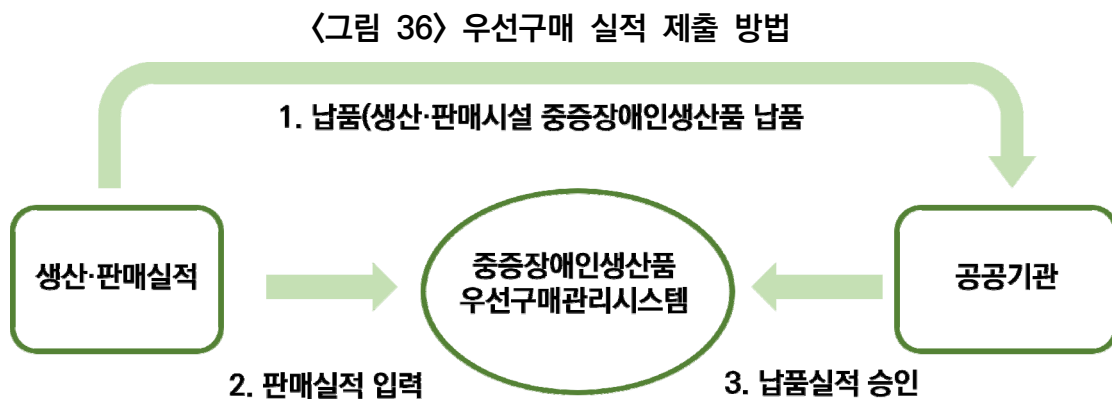 〈그림 36〉 우선구매 실적 제출 방법
1. 납품(생산·판매시설 중증장애인생산품 납품
생산·판매실적
중증장애인생산품
우선구매관리시스템
공공기관
2. 판매실적 입력
3. 납품실적 승인